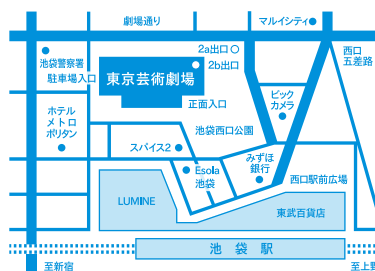 劇場通り
マルイシティ
2a出口
西口
五差路
池袋警察署
2b出口
駐車場入口
東京芸術劇場
正面入口
ビック
カメラ
ホテル
メトロ
ポリタン
池袋西口公園
スパイス2
Esola
池袋
みずほ
銀行
西口駅前広場
LUMINE
東武百貨店
池袋駅
至新宿
至上野